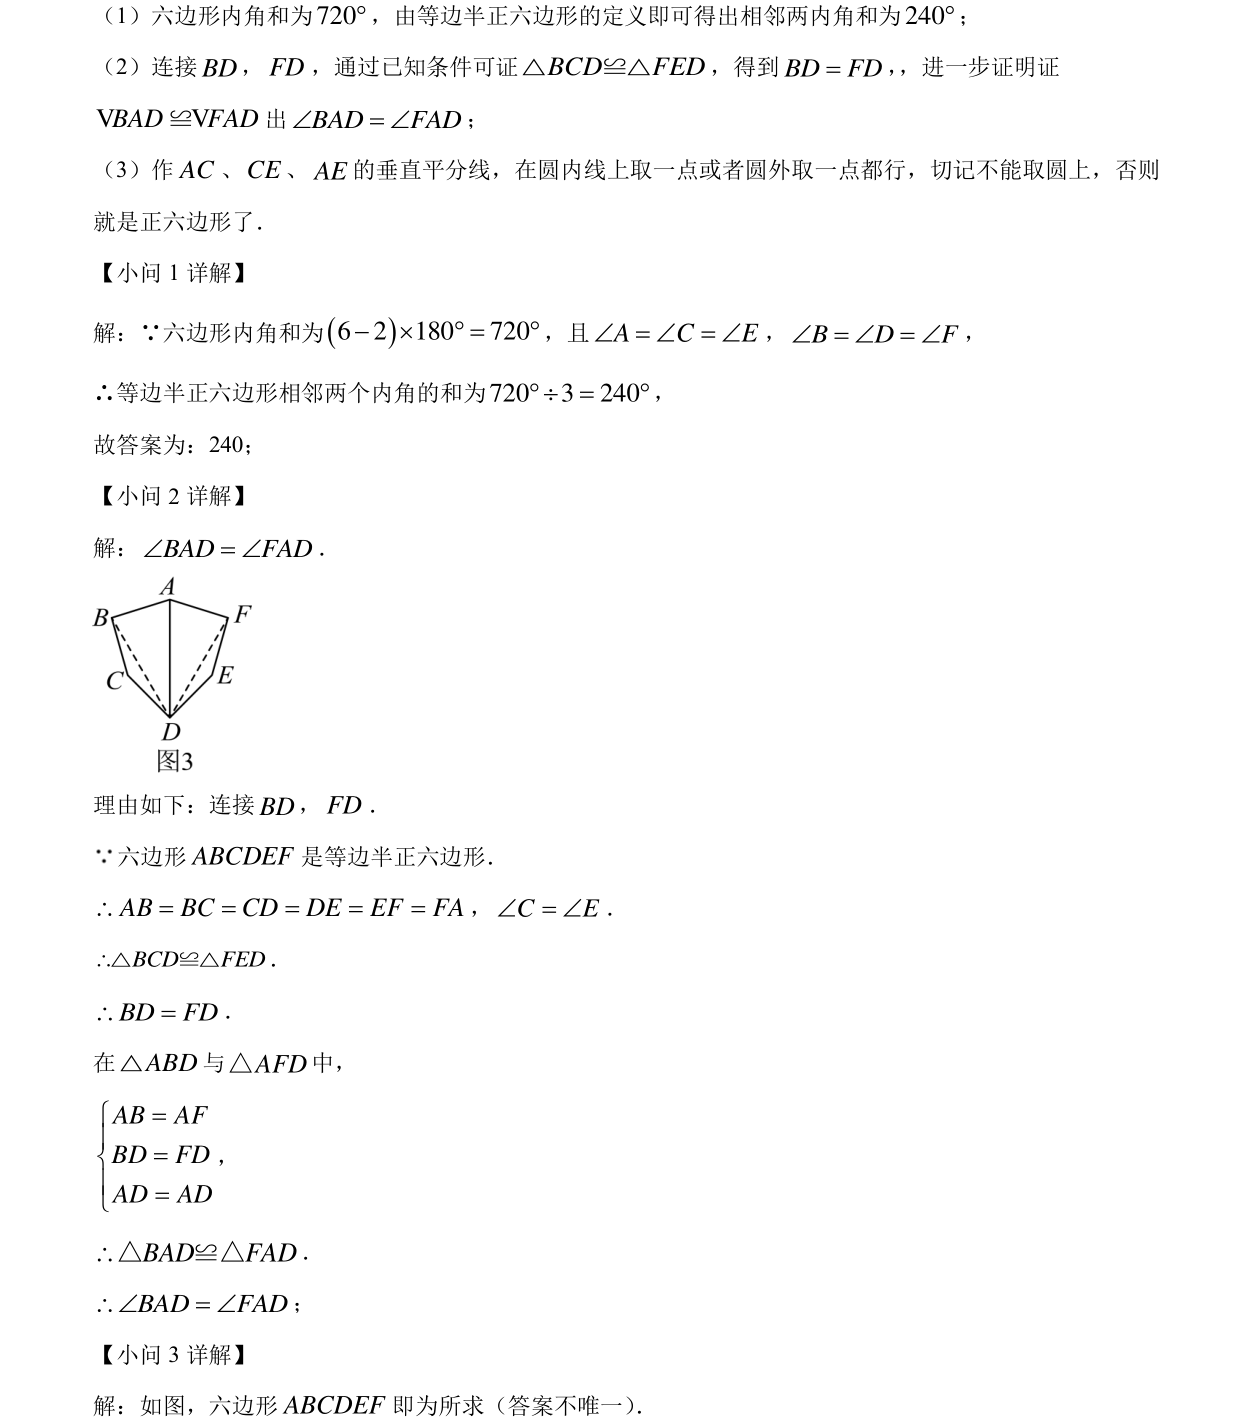 （1）六边形内角和为720°，由等边半正六边形的定义即可得出相邻两内角和为240°；
（2）连接BD，FD，通过已知条件可证△BCD≌△FED，得到BD=FD，，进一步证明证
VBAD≌VFAD出∠BAD=∠FAD；
（3）作AC、CE、AE的垂直平分线，在圆内线上取一点或者圆外取一点都行，切记不能取圆上，否则
就是正六边形了．
【小问1详解】
解：∵六边形内角和为(6−2)×180°=720°，且∠A=∠C=∠E，∠B=∠D=∠F，
∴等边半正六边形相邻两个内角的和为720°÷3=240°，
故答案为：240；
【小问2详解】
解：∠BAD=∠FAD．
A
B
F
C
E
D
图3
理由如下：连接BD，FD．
∵六边形ABCDEF是等边半正六边形．
∴AB=BC=CD=DE=EF=FA，∠C=∠E．
∴△BCD≌△FED．
∴BD=FD．
在△ABD与△AFD中，
AB=AF
BD=FD，
AD=AD
∴△BAD≌△FAD．
∴∠BAD=∠FAD；
【小问3详解】
解：如图，六边形ABCDEF即为所求（答案不唯一）．